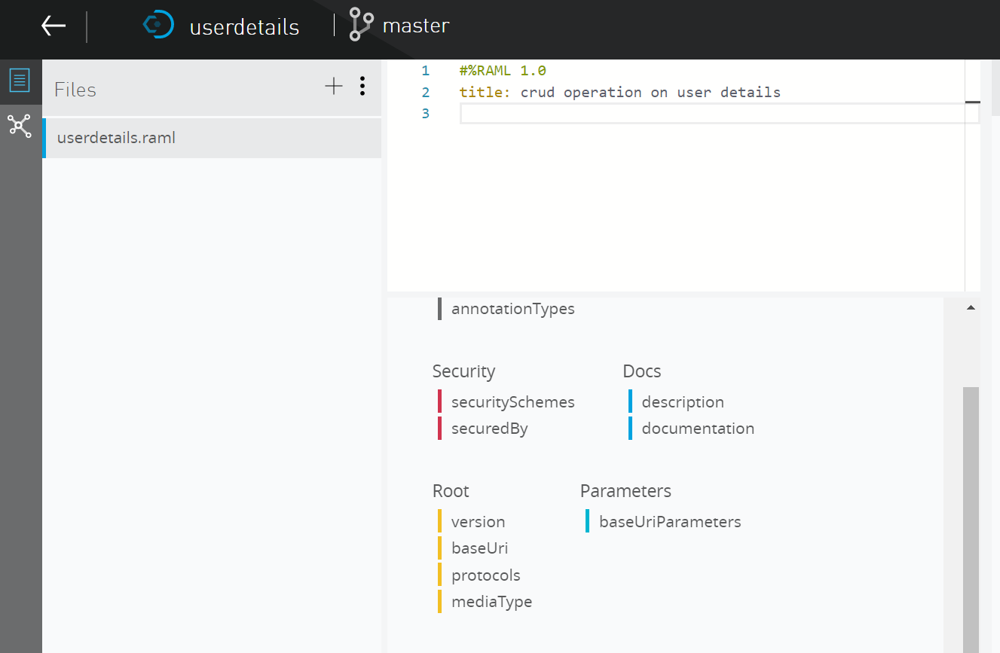 userdetails master
Files
userdetails.raml
1 #%RAML 1.0
2 title: crud operation on user details
3
annotationTypes
Security
securitySchemes
securedBy
Docs
description
documentation
Root
version
baseUri
protocols
mediaType
Parameters
baseUriParameters